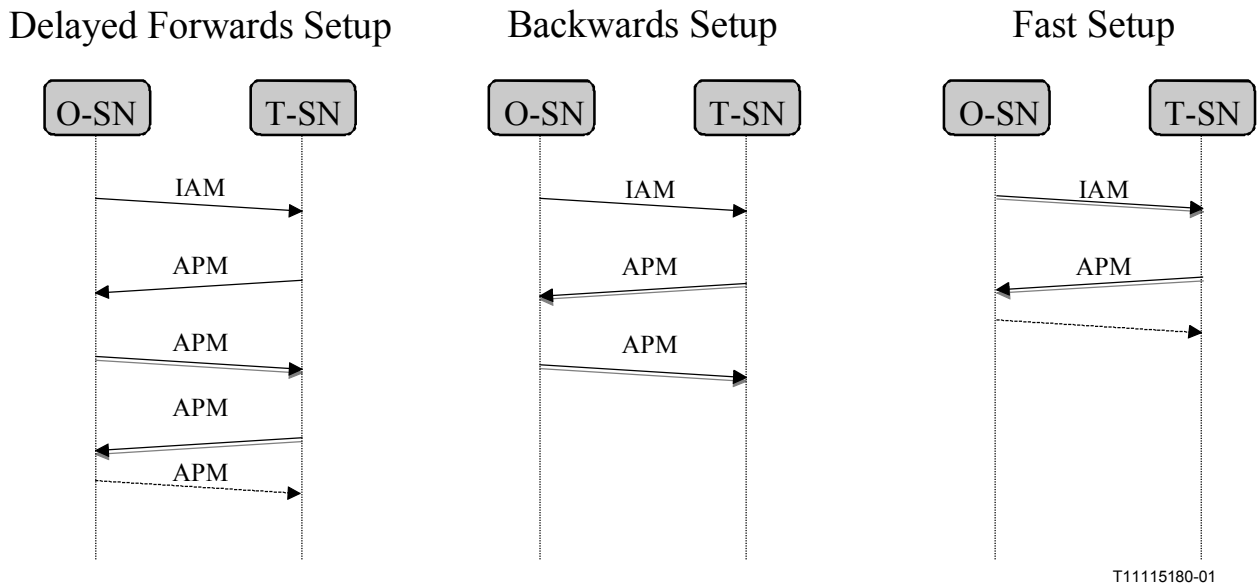 Delayed Forwards Setup
O-SN
T-SN
IAM
APM
APM
APM
APM
Backwards Setup
O-SN
T-SN
IAM
APM
APM
Fast Setup
O-SN
T-SN
IAM
APM
T11115180-01